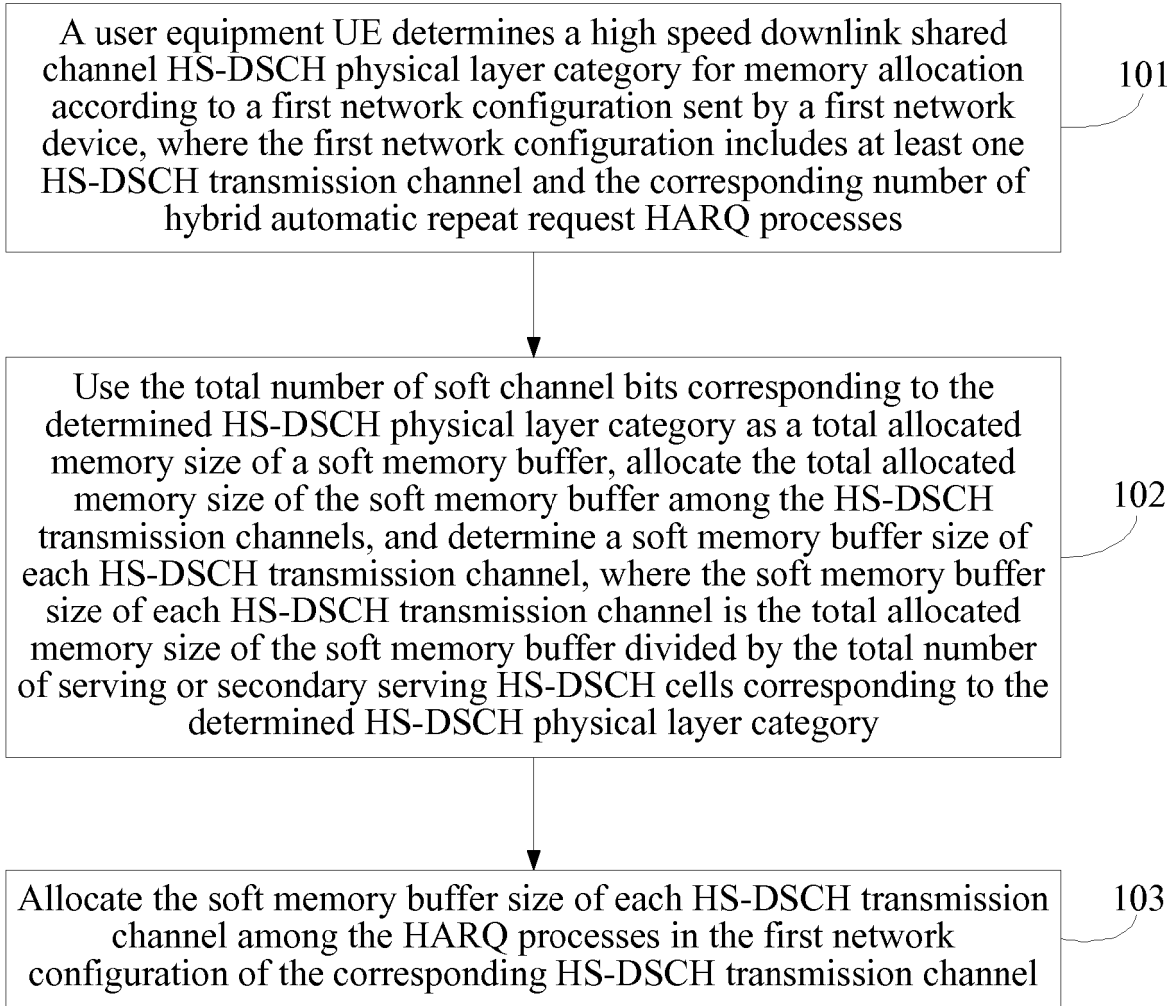 A user equipment UE determines a high speed downlink shared
channel HS-DSCH physical layer category for memory allocation
according to a first network configuration sent by a first network
device, where the first network configuration includes at least one
HS-DSCH transmission channel and the corresponding number of
hybrid automatic repeat request HARQ processes
101
Use the total number of soft channel bits corresponding to the
determined HS-DSCH physical layer category as a total allocated
memory size of a soft memory buffer, allocate the total allocated
memory size of the soft memory buffer among the HS-DSCH
transmission channels, and determine a soft memory buffer size of
each HS-DSCH transmission channel, where the soft memory buffer
size of each HS-DSCH transmission channel is the total allocated
memory size of the soft memory buffer divided by the total number
of serving or secondary serving HS-DSCH cells corresponding to the
determined HS-DSCH physical layer category
102
Allocate the soft memory buffer size of each HS-DSCH transmission
channel among the HARQ processes in the first network
configuration of the corresponding HS-DSCH transmission channel
103